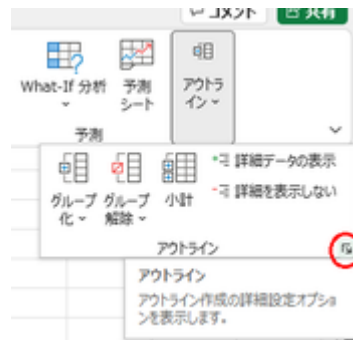 コメント 共有
What-If 分析
予測
シート
アウトラ
イン
予測
グループ
化
グループ
解除
小計
詳細データの表示
詳細を表示しない
アウトライン
アウトライン
アウトライン作成の詳細設定オプショ
ンを表示します。